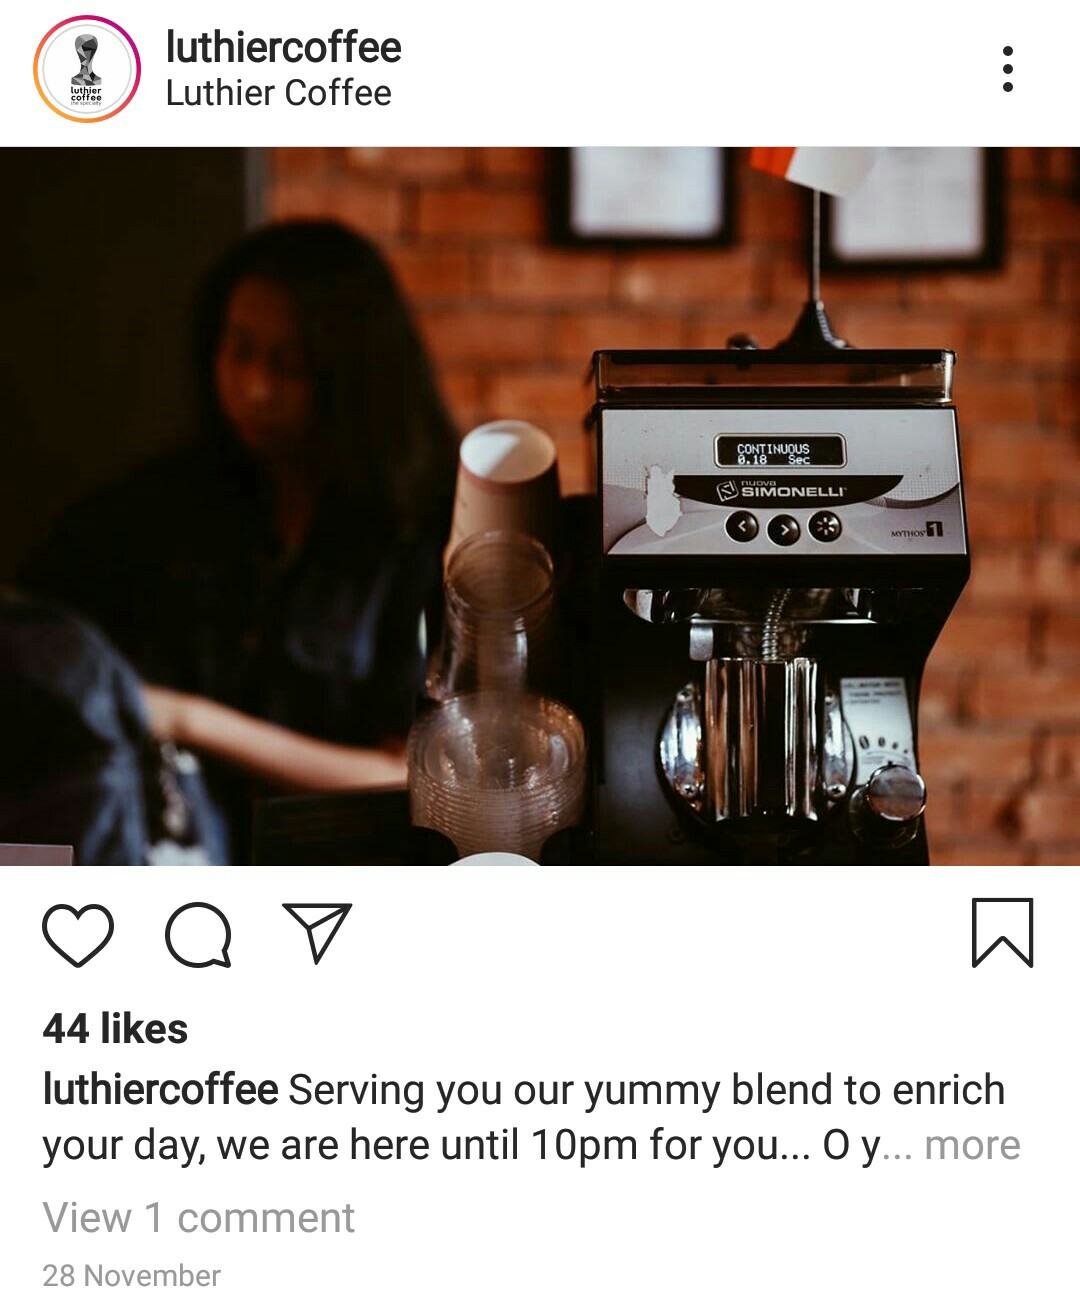 luthiercoffee
Luthier Coffee
luthier
coffee
the specialty
CONTINUOUS
0.18 Sec
nuova
SIMONELLI
MYTHOS 1
44 likes
luthiercoffee Serving you our yummy blend to enrich
your day, we are here until 10pm for you... O y... more
View 1 comment
28 November